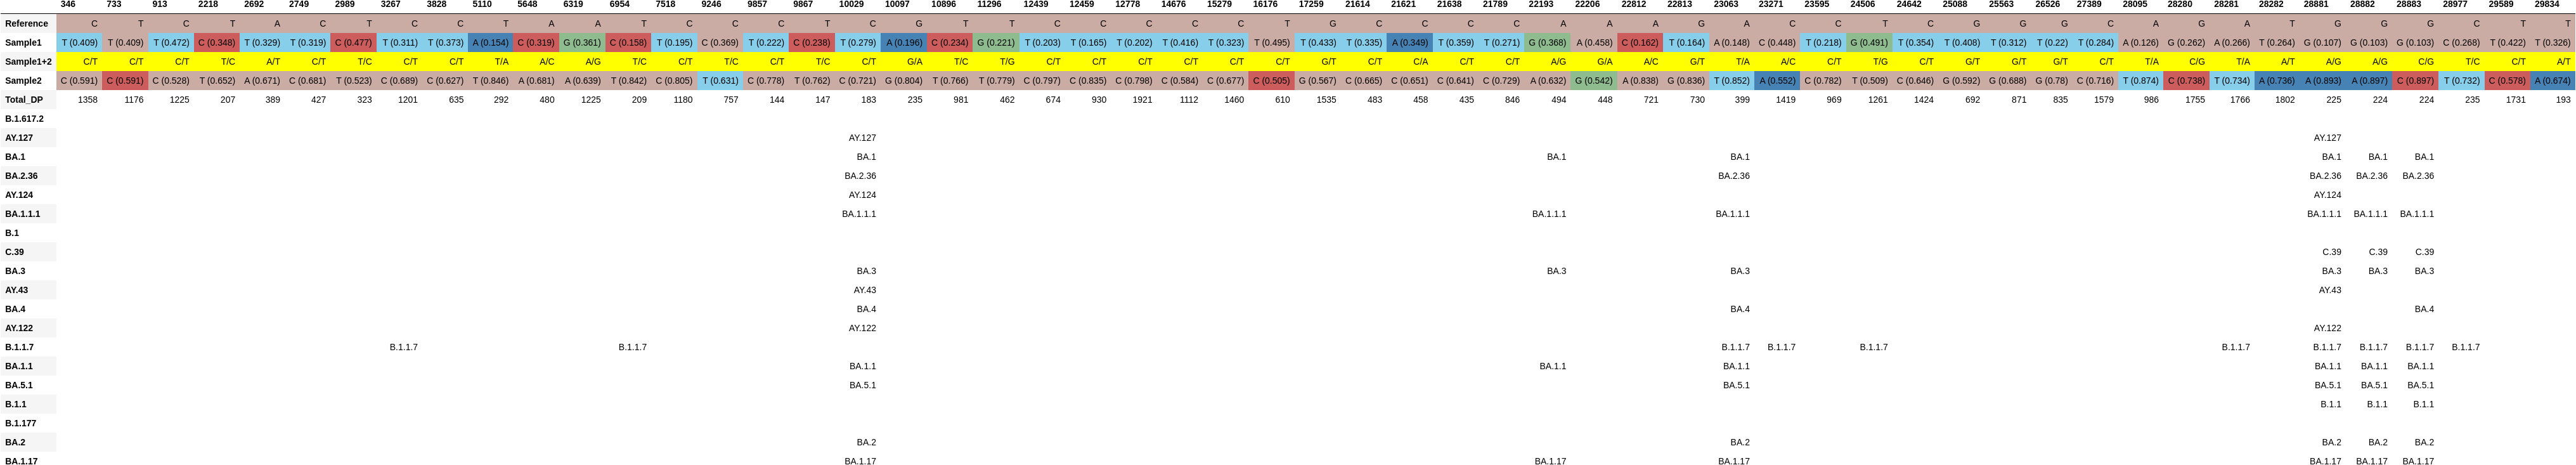 346 733 913 2218 2692 2749 2989 3267 3828 5110 5648 6319 6954 7518 9246 9857 9867 10029 10097 10896 11296 12439 12459 12778 14676 15279 16176 17259 21614 21621 21638 21789 22193 22206 22812 22813 23063 23271 23595 24506 24642 25088 25563 26526 27389 28095 28280 28281 28282 28881 28882 28883 28977 29589 29834
Reference C T C T A C T C C T A A T C C C T C G T T C C C C C T G C C C C A A A G A C C T C G G G C A G A T G G G C T T
Sample1 T (0.409) T (0.409) T (0.472) C (0.348) T (0.329) T (0.319) C (0.477) T (0.311) T (0.373) A (0.154) C (0.319) G (0.361) C (0.158) T (0.195) C (0.369) T (0.222) C (0.238) T (0.279) A (0.196) C (0.234) G (0.221) T (0.203) T (0.165) T (0.202) T (0.416) T (0.323) T (0.495) T (0.433) T (0.335) A (0.349) T (0.359) T (0.271) G (0.368) A (0.458) C (0.162) T (0.164) A (0.148) C (0.448) T (0.218) G (0.491) T (0.354) T (0.408) T (0.312) T (0.22) T (0.284) A (0.126) G (0.262) A (0.266) T (0.264) G (0.107) G (0.103) G (0.103) C (0.268) T (0.422) T (0.326)
Sample1+2 C/T C/T C/T T/C A/T C/T T/C C/T C/T T/A A/C A/G T/C C/T C/T C/T T/C C/T G/A T/C T/G C/T C/T C/T C/T C/T C/T G/T C/T C/A C/T C/T A/G G/A A/C G/T T/A A/C C/T T/G C/T G/T G/T G/T C/T T/A C/G T/A A/T A/G A/G C/G T/C C/T A/T
Sample2 C (0.591) C (0.591) C (0.528) T (0.652) A (0.671) C (0.681) T (0.523) C (0.689) C (0.627) T (0.846) A (0.681) A (0.639) T (0.842) C (0.805) T (0.631) C (0.778) T (0.762) C (0.721) G (0.804) T (0.766) T (0.779) C (0.797) C (0.835) C (0.798) C (0.584) C (0.677) C (0.505) G (0.567) C (0.665) C (0.651) C (0.641) C (0.729) A (0.632) G (0.542) A (0.838) G (0.836) T (0.852) A (0.552) C (0.782) T (0.509) C (0.646) G (0.592) G (0.688) G (0.78) C (0.716) T (0.874) C (0.738) T (0.734) A (0.736) A (0.893) A (0.897) C (0.897) T (0.732) C (0.578) A (0.674)
Total_DP 1358 1176 1225 207 389 427 323 1201 635 292 480 1225 209 1180 757 144 147 183 235 981 462 674 930 1921 1112 1460 610 1535 483 458 435 846 494 448 721 730 399 1419 969 1261 1424 692 871 835 1579 986 1755 1766 1802 225 224 224 235 1731 193
B.1.617.2
AY.127 AY.127 AY.127
BA.1 BA.1 BA.1 BA.1 BA.1 BA.1 BA.1
BA.2.36 BA.2.36 BA.2.36 BA.2.36 BA.2.36 BA.2.36
AY.124 AY.124 AY.124
BA.1.1.1 BA.1.1.1 BA.1.1.1 BA.1.1.1 BA.1.1.1 BA.1.1.1 BA.1.1.1
B.1
C.39 C.39 C.39 C.39
BA.3 BA.3 BA.3 BA.3 BA.3 BA.3 BA.3
AY.43 AY.43 AY.43
BA.4 BA.4 BA.4 BA.4
AY.122 AY.122 AY.122
B.1.1.7 B.1.1.7 B.1.1.7 B.1.1.7 B.1.1.7 B.1.1.7 B.1.1.7 B.1.1.7 B.1.1.7 B.1.1.7 B.1.1.7
BA.1.1 BA.1.1 BA.1.1 BA.1.1 BA.1.1 BA.1.1 BA.1.1
BA.5.1 BA.5.1 BA.5.1 BA.5.1 BA.5.1 BA.5.1
B.1.1 B.1.1 B.1.1 B.1.1
B.1.177
BA.2 BA.2 BA.2 BA.2 BA.2 BA.2
BA.1.17 BA.1.17 BA.1.17 BA.1.17 BA.1.17 BA.1.17 BA.1.17